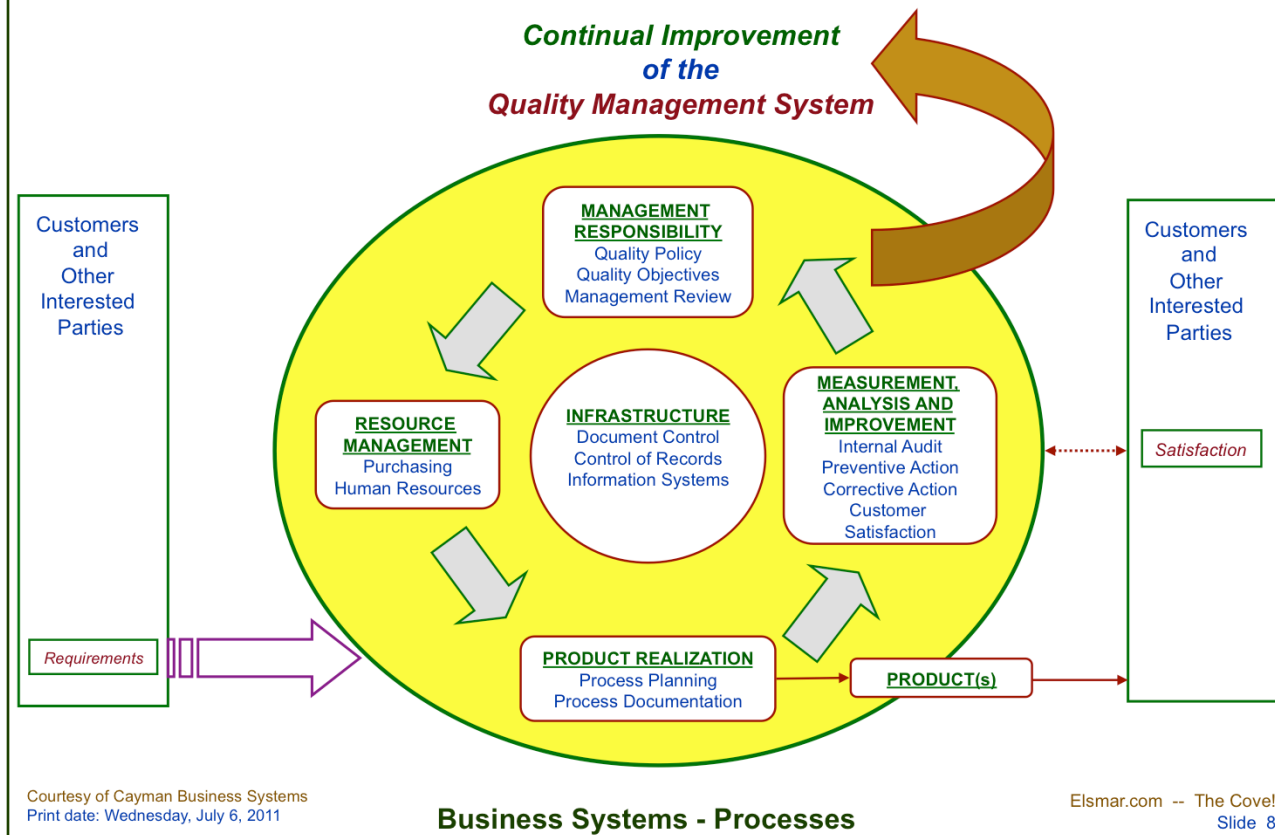 Continual Improvement
of the
Quality Management System
Customers
and
Other
Interested
Parties
Requirements
MANAGEMENT
RESPONSIBILITY
Quality Policy
Quality Objectives
Management Review
RESOURCE
MANAGEMENT
Purchasing
Human Resources
INFRASTRUCTURE
Document Control
Control of Records
Information Systems
MEASUREMENT,
ANALYSIS AND
IMPROVEMENT
Internal Audit
Preventive Action
Corrective Action
Customer
Satisfaction
PRODUCT REALIZATION
Process Planning
Process Documentation
PRODUCT(s)
Customers
and
Other
Interested
Parties
Satisfaction
Courtesy of Cayman Business Systems
Print date: Wednesday, July 6, 2011
Business Systems - Processes
Elsmar.com -- The Cove!
Slide 8